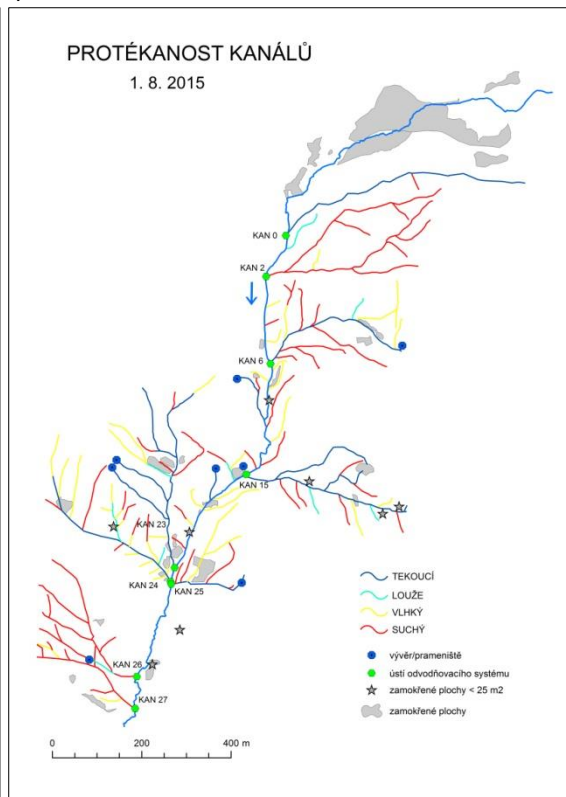 PROTÉKANOST KANÁLŮ
1. 8. 2015
KAN 0
KAN 2
KAN 6
KAN 15
KAN 23
KAN 24
KAN 25
KAN 26
KAN 27
TEKOUCÍ
LOUŽE
VLHKÝ
SUCHÝ
vývěr/prameniště
ústí odvodňovacího systému
zamokřené plochy < 25 m2
zamokřené plochy
0 200 400 m